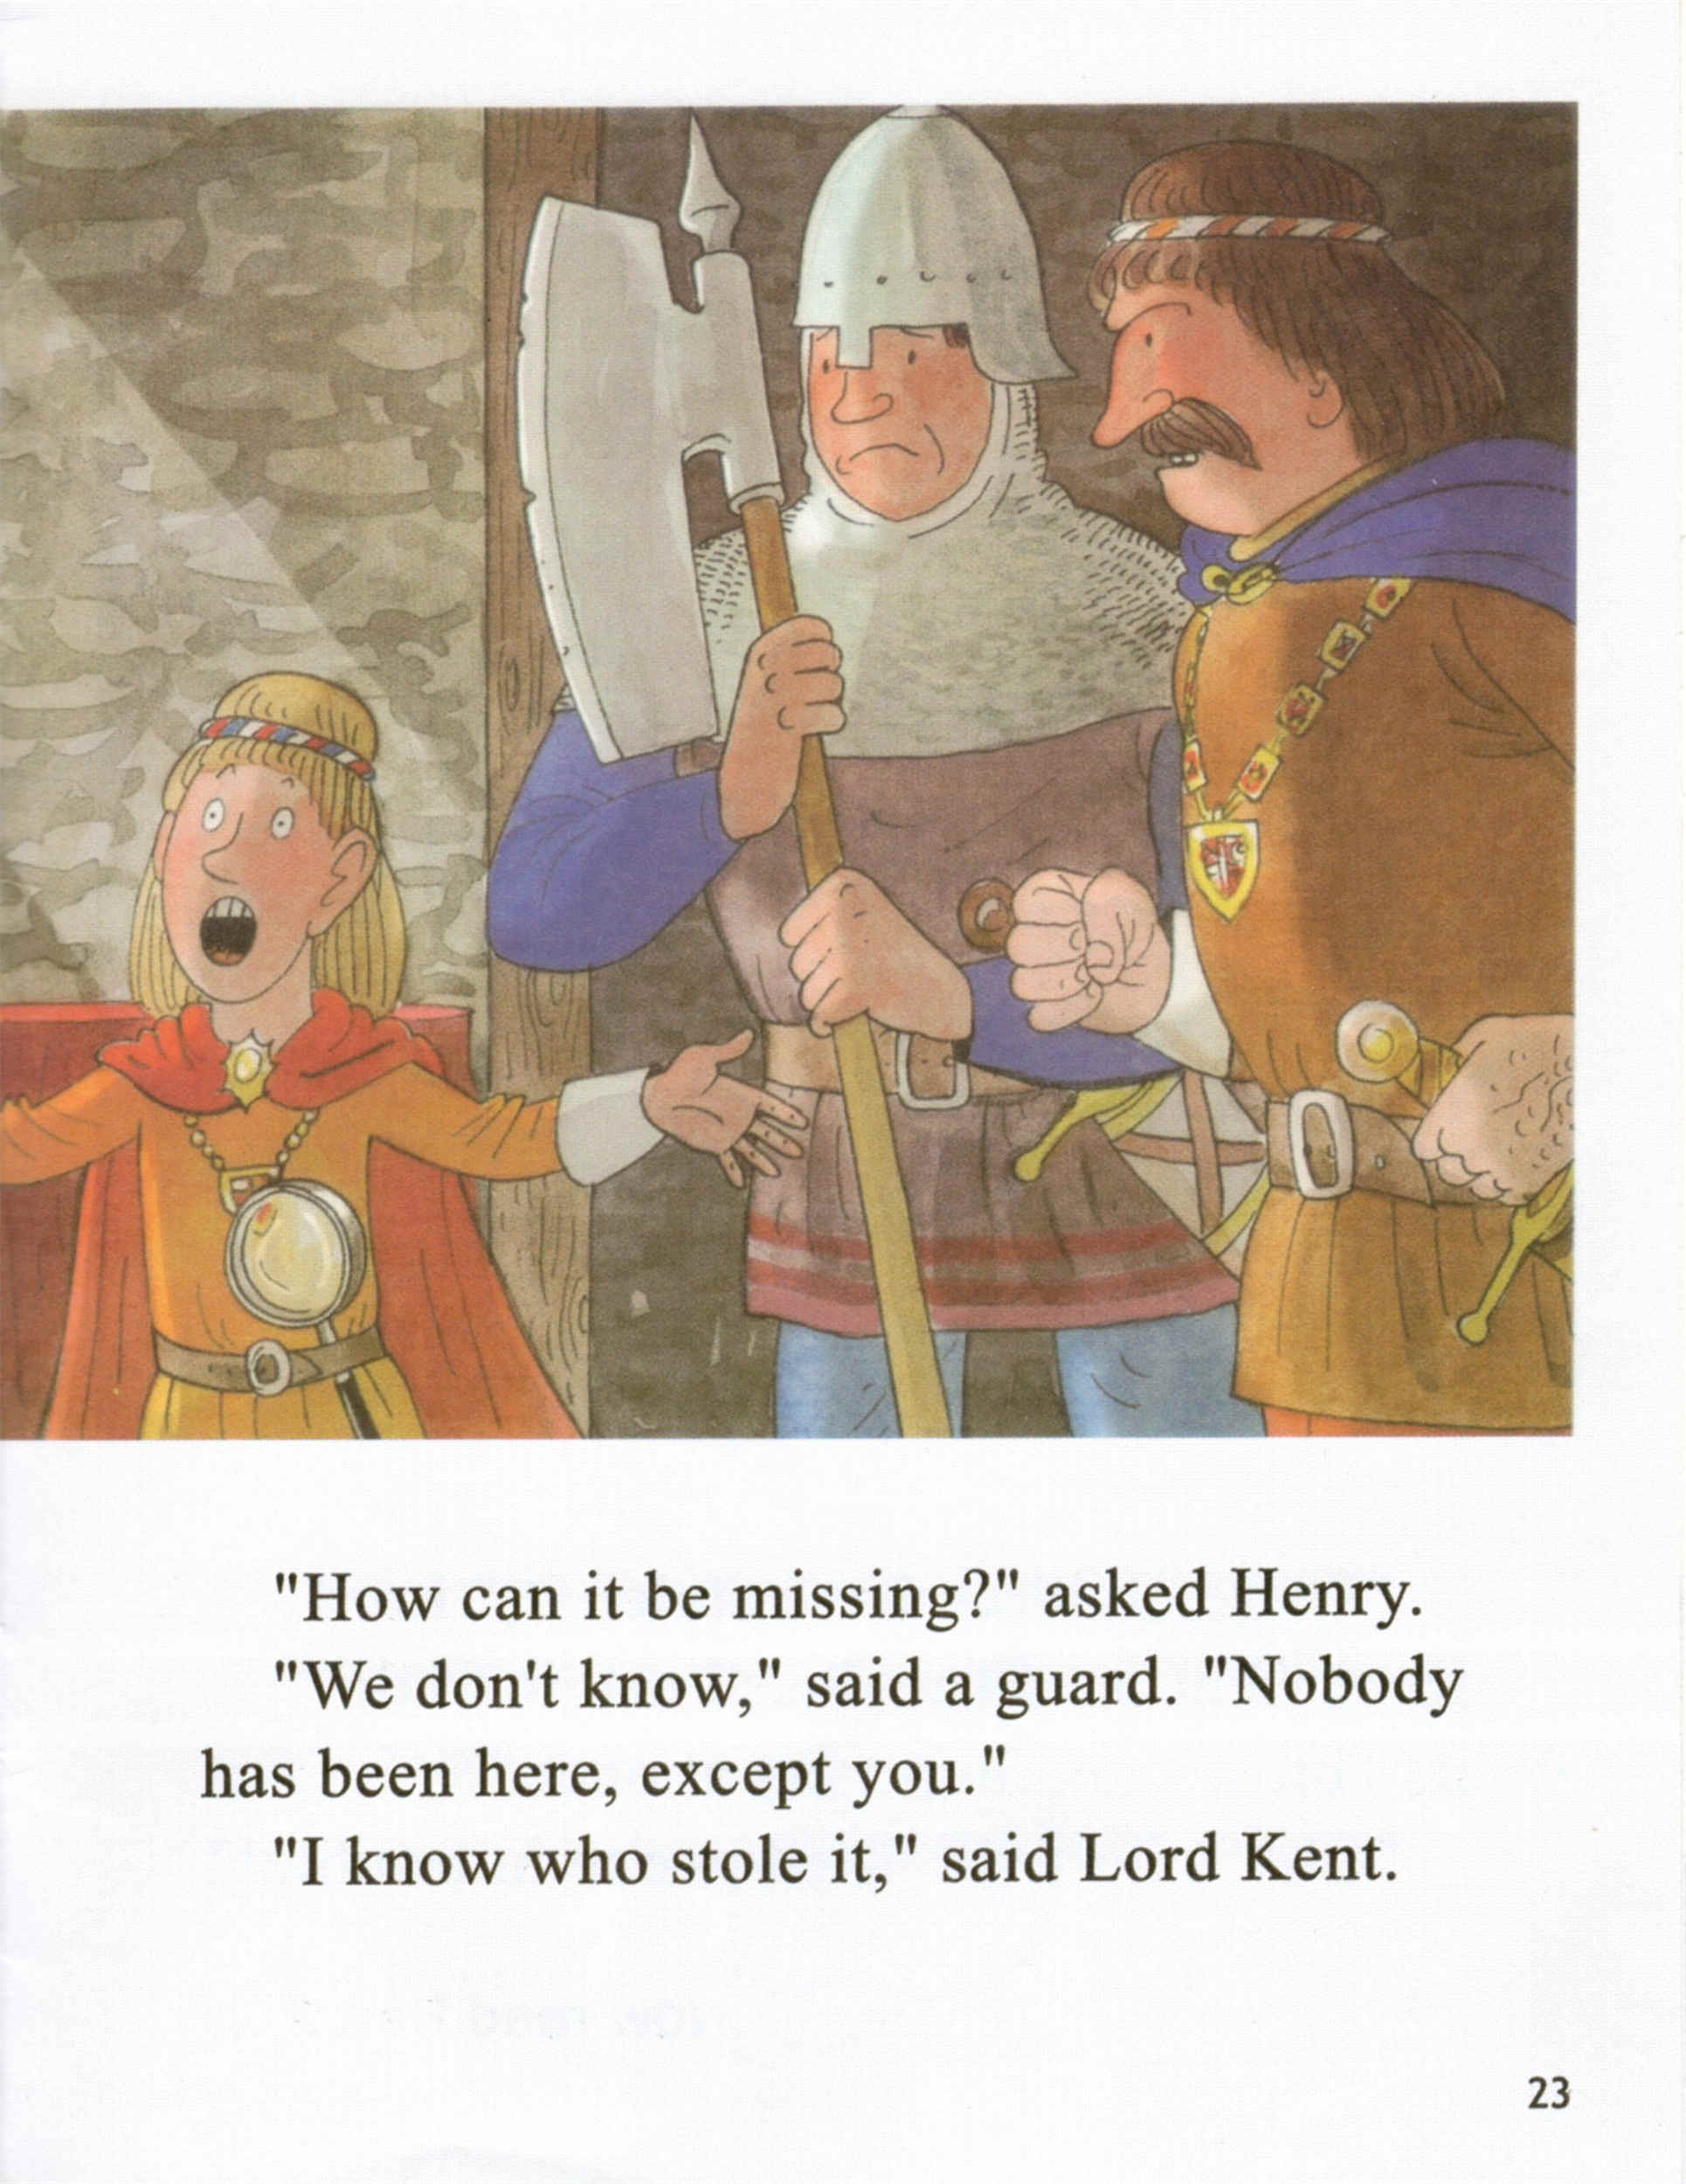 "How can it be missing?" asked Henry.
"We don't know," said a guard. "Nobody
has been here, except you."
"I know who stole it," said Lord Kent.
23